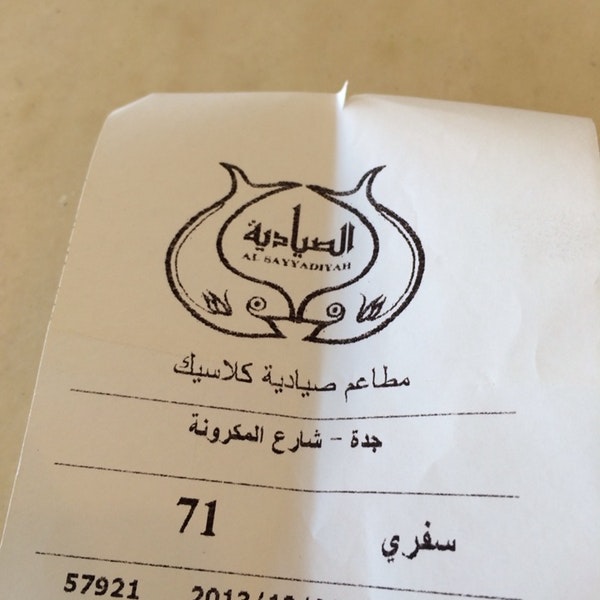 الصيادية
AL SAYYADIYAH
مطاعم صيادية كلاسيك
جدة - شارع المكرونة
سفري 71
57921